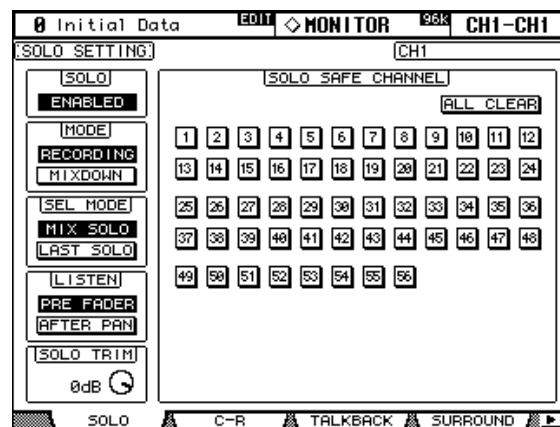 0 Initial Data EDIT ◇MONITOR 96K CH1-CH1
SOLO SETTING CH1
SOLO
ENABLED
MODE
RECORDING
MIXDOWN
SEL MODE
MIX SOLO
LAST SOLO
LISTEN
PRE FADER
AFTER PAN
SOLO TRIM
0dB
SOLO SAFE CHANNEL
ALL CLEAR
1 2 3 4 5 6 7 8 9 10 11 12
13 14 15 16 17 18 19 20 21 22 23 24
25 26 27 28 29 30 31 32 33 34 35 36
37 38 39 40 41 42 43 44 45 46 47 48
49 50 51 52 53 54 55 56
SOLO C-R TALKBACK SURROUND